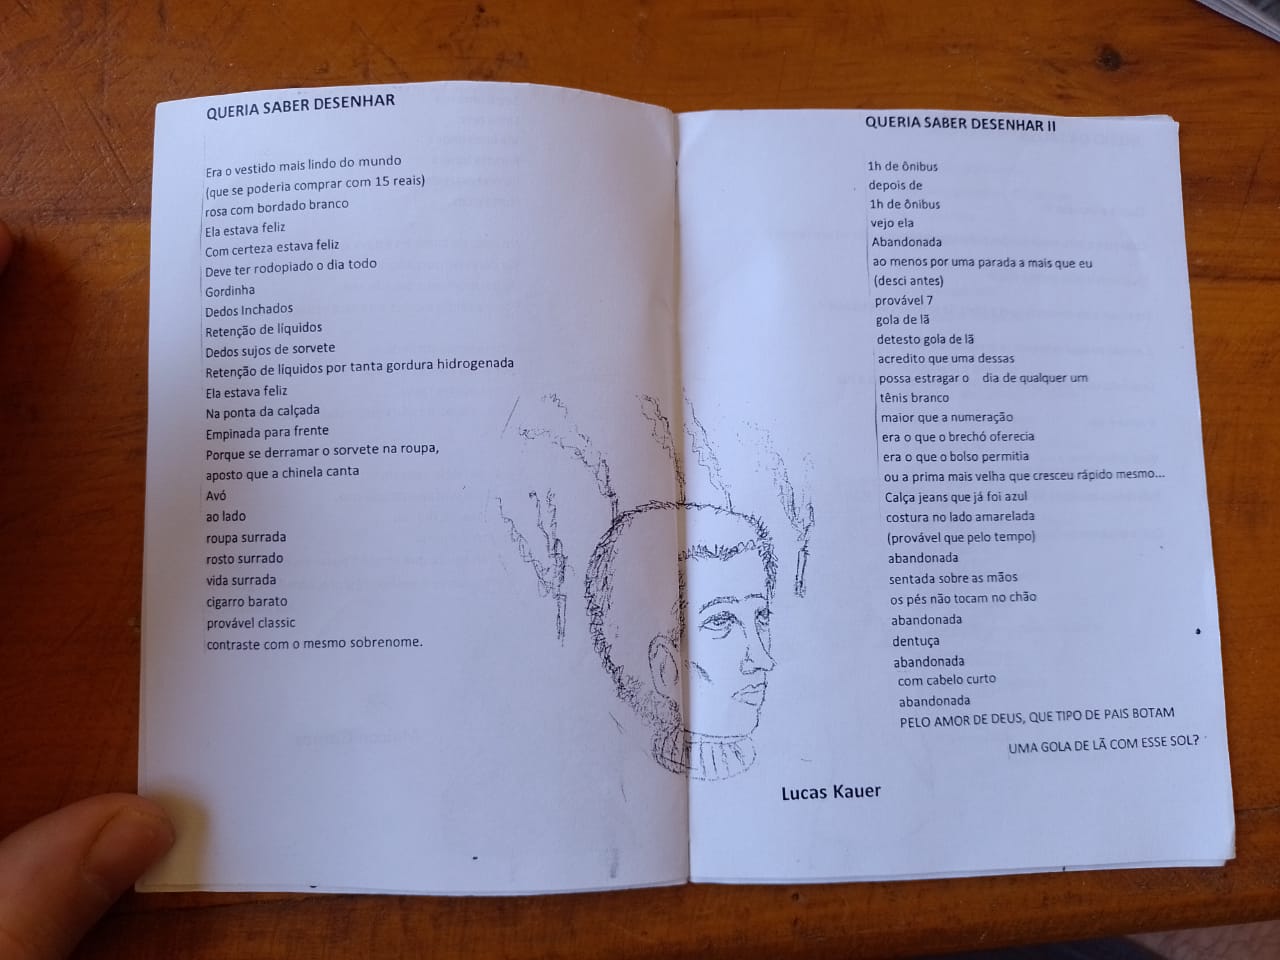 QUERIA SABER DESENHAR
Era o vestido mais lindo do mundo
(que se poderia comprar com 15 reais)
rosa com bordado branco
Ela estava feliz
Com certeza estava feliz
Deve ter rodopiado o dia todo
Gordinha
Dedos Inchados
Retenção de líquidos
Dedos sujos de sorvete
Retenção de líquidos por tanta gordura hidrogenada
Ela estava feliz
Na ponta da calçada
Empinada para frente
Porque se derramar o sorvete na roupa,
aposto que a chinela canta
Avó
ao lado
roupa surrada
rosto surrado
vida surrada
cigarro barato
provável classic
contraste com o mesmo sobrenome.
QUERIA SABER DESENHAR II
1h de ônibus
depois de
1h de ônibus
vejo ela
Abandonada
ao menos por uma parada a mais que eu
(desci antes)
provável 7
gola de lã
detesto gola de lã
acredito que uma dessas
possa estragar o dia de qualquer um
tênis branco
maior que a numeração
era o que o brechó oferecia
era o que o bolso permitia
ou a prima mais velha que cresceu rápido mesmo...
Calça jeans que já foi azul
costura no lado amarelada
(provável que pelo tempo)
abandonada
sentada sobre as mãos
os pés não tocam no chão
abandonada
dentuça
abandonada
com cabelo curto
abandonada
PELO AMOR DE DEUS, QUE TIPO DE PAIS BOTAM
UMA GOLA DE LÃ COM ESSE SOL?
Lucas Kauer